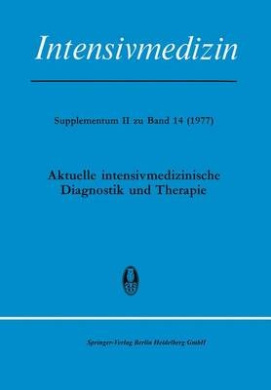 Intensivmedizin
Supplementum II zu Band 14 (1977)
Aktuelle intensivmedizinische
Diagnostik und Therapie
Springer-Verlag Berlin Heidelberg GmbH